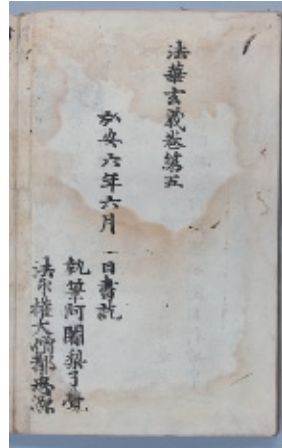 法華玄義巻第五
弘安六年六月一日書訖
執筆阿闍梨了
法印権大僧都